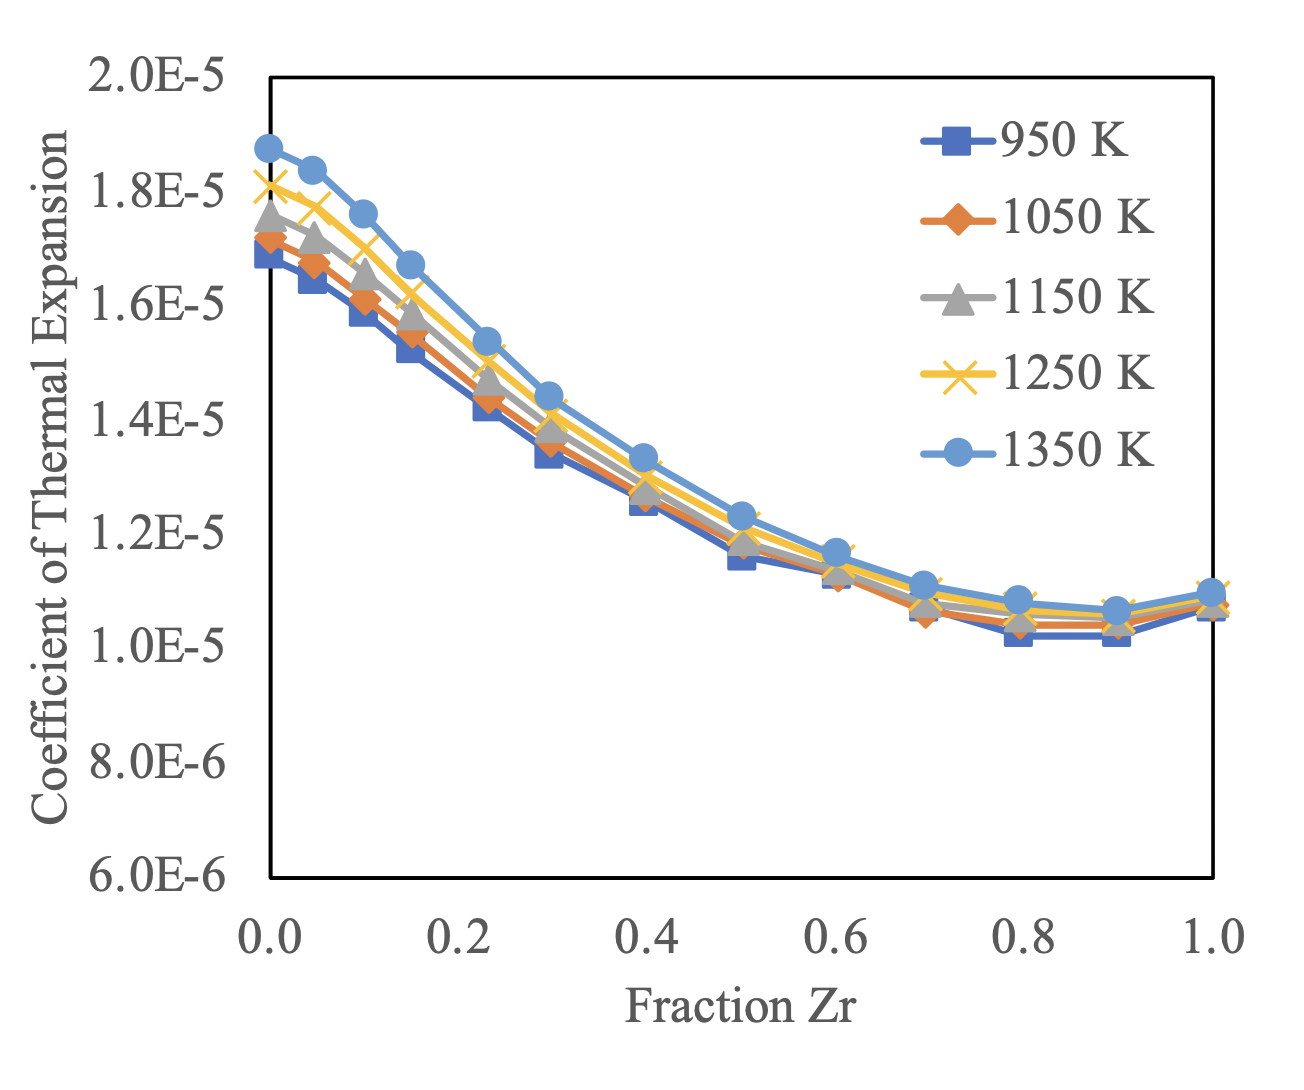 2.0E-5
1.8E-5
1.6E-5
1.4E-5
1.2E-5
1.0E-5
8.0E-6
6.0E-6
Coefficient of Thermal Expansion
950 K
1050 K
1150 K
1250 K
1350 K
0.0 0.2 0.4 0.6 0.8 1.0
Fraction Zr